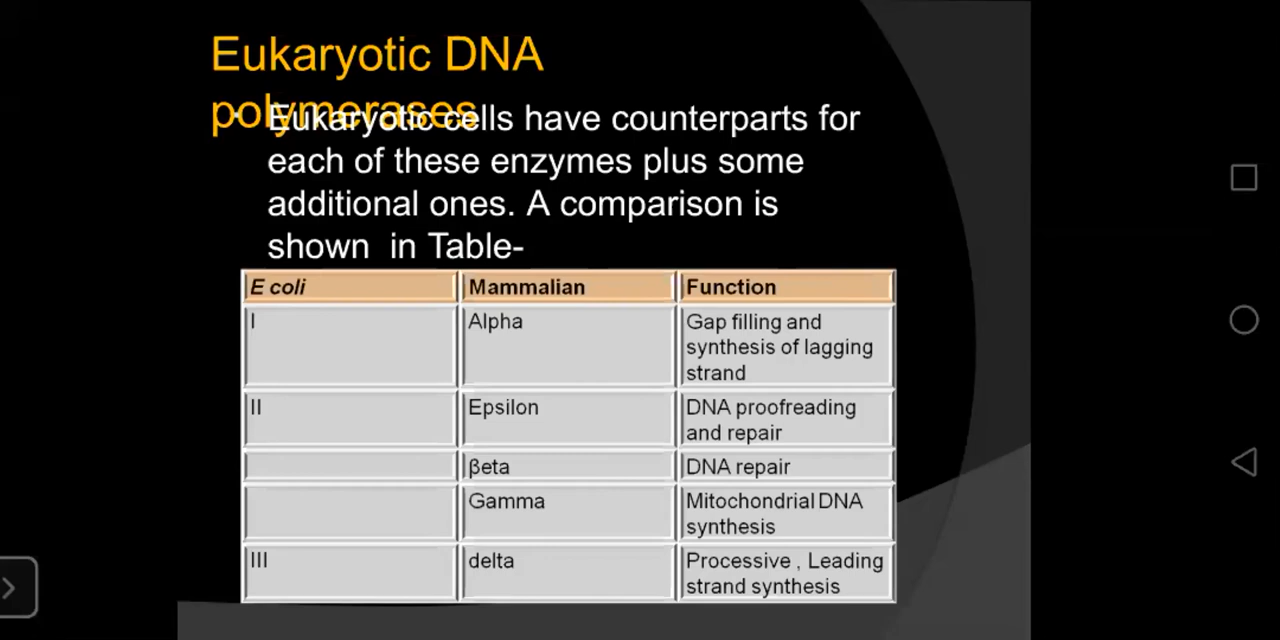 Eukaryotic DNA
polymerases
• Eukaryotic cells have counterparts for
each of these enzymes plus some
additional ones. A comparison is
shown in Table-
E coli Mammalian Function
I Alpha Gap filling and
synthesis of lagging
strand
II Epsilon DNA proofreading
and repair
βeta DNA repair
Gamma Mitochondrial DNA
synthesis
III delta Processive , Leading
strand synthesis